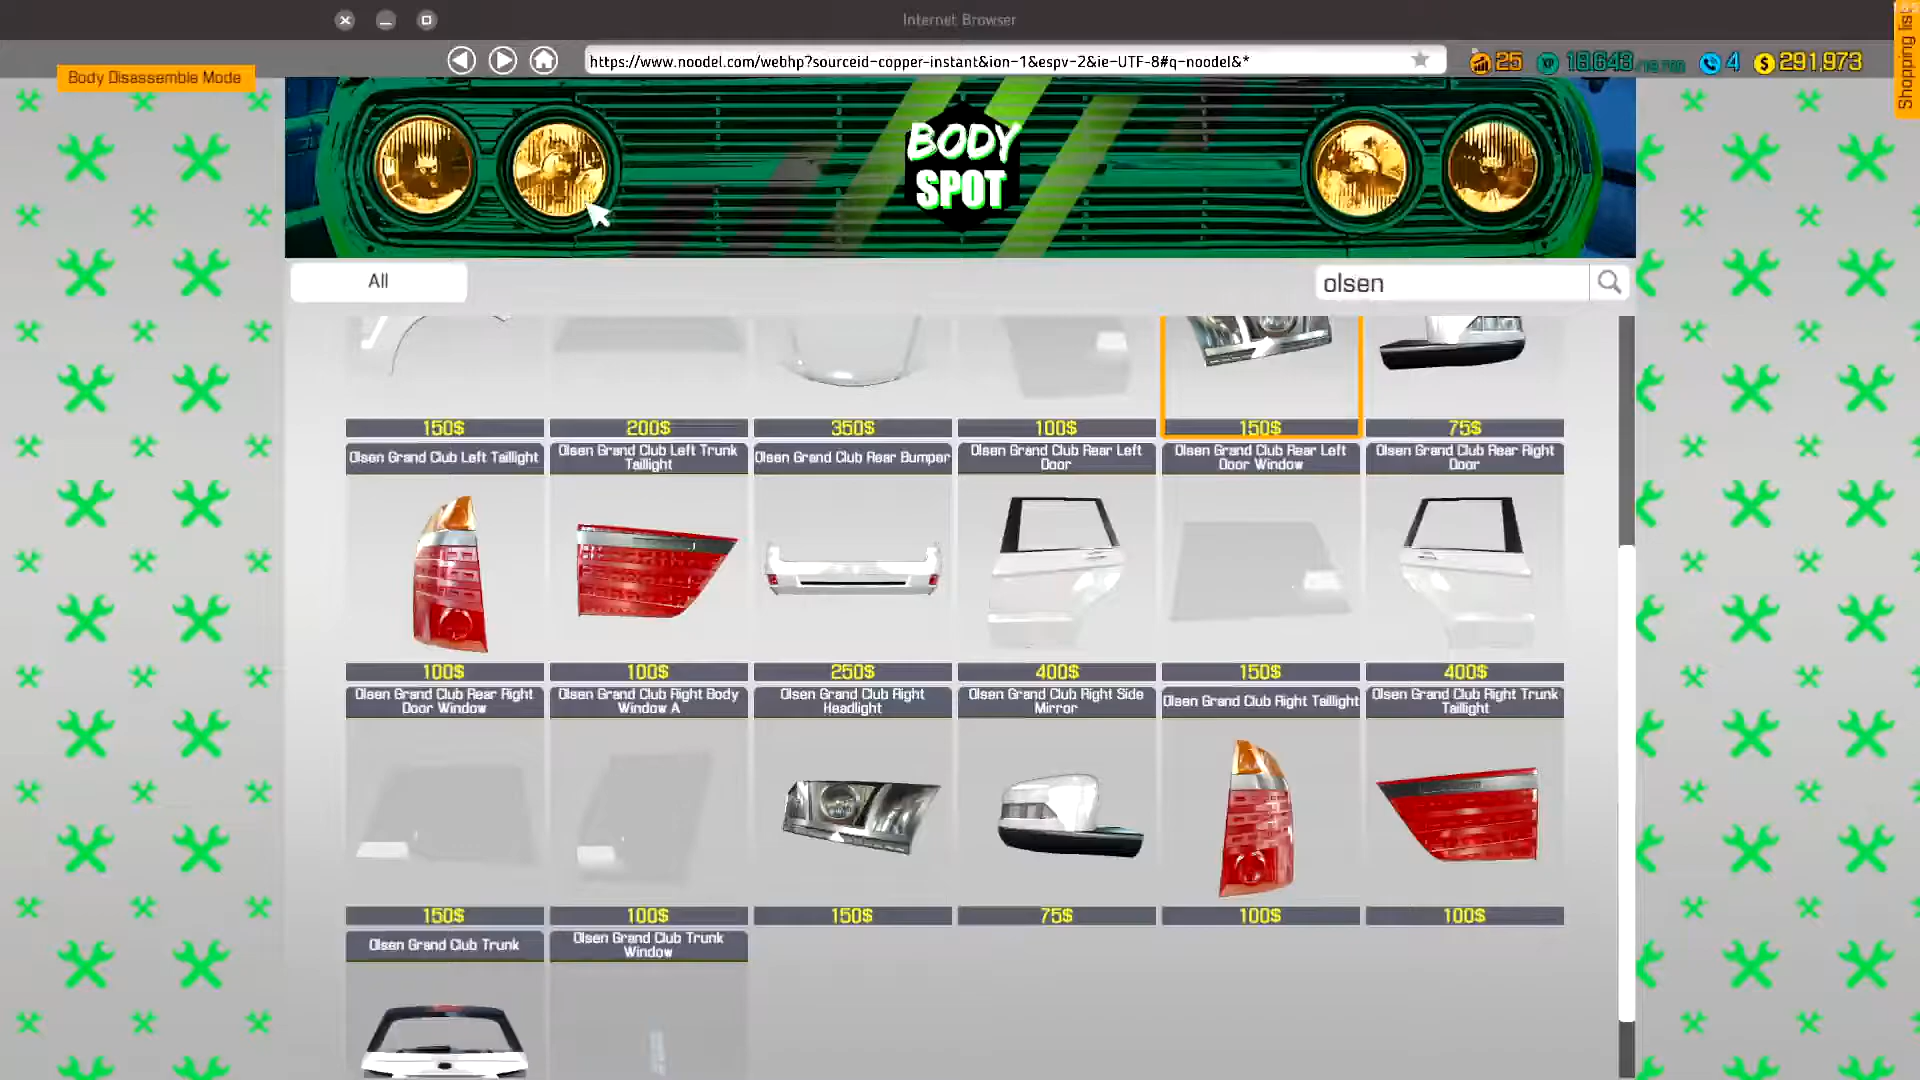 Internet Browser
Shopping list
https://www.noodel.com/webhp?sourceid-copper-instant&ion-1&espv-2&ie-UTF-8#q-noodel&*
25
XP
4
$
291,973
Body Disassemble Mode
BODY
SPOT
All
olsen
150$
200$
350$
100$
150$
75$
Olsen Grand Club Left Taillight
Olsen Grand Club Left Trunk
Taillight
Olsen Grand Club Rear Bumper
Olsen Grand Club Rear Left
Door
Olsen Grand Club Rear Left
Door Window
Olsen Grand Club Rear Right
Door
100$
100$
250$
400$
150$
400$
Olsen Grand Club Rear Right
Door Window
Olsen Grand Club Right Body
Window A
Olsen Grand Club Right
Headlight
Olsen Grand Club Right Side
Mirror
Olsen Grand Club Right Taillight
Olsen Grand Club Right Trunk
Taillight
150$
100$
150$
75$
100$
100$
Olsen Grand Club Trunk
Olsen Grand Club Trunk
Window